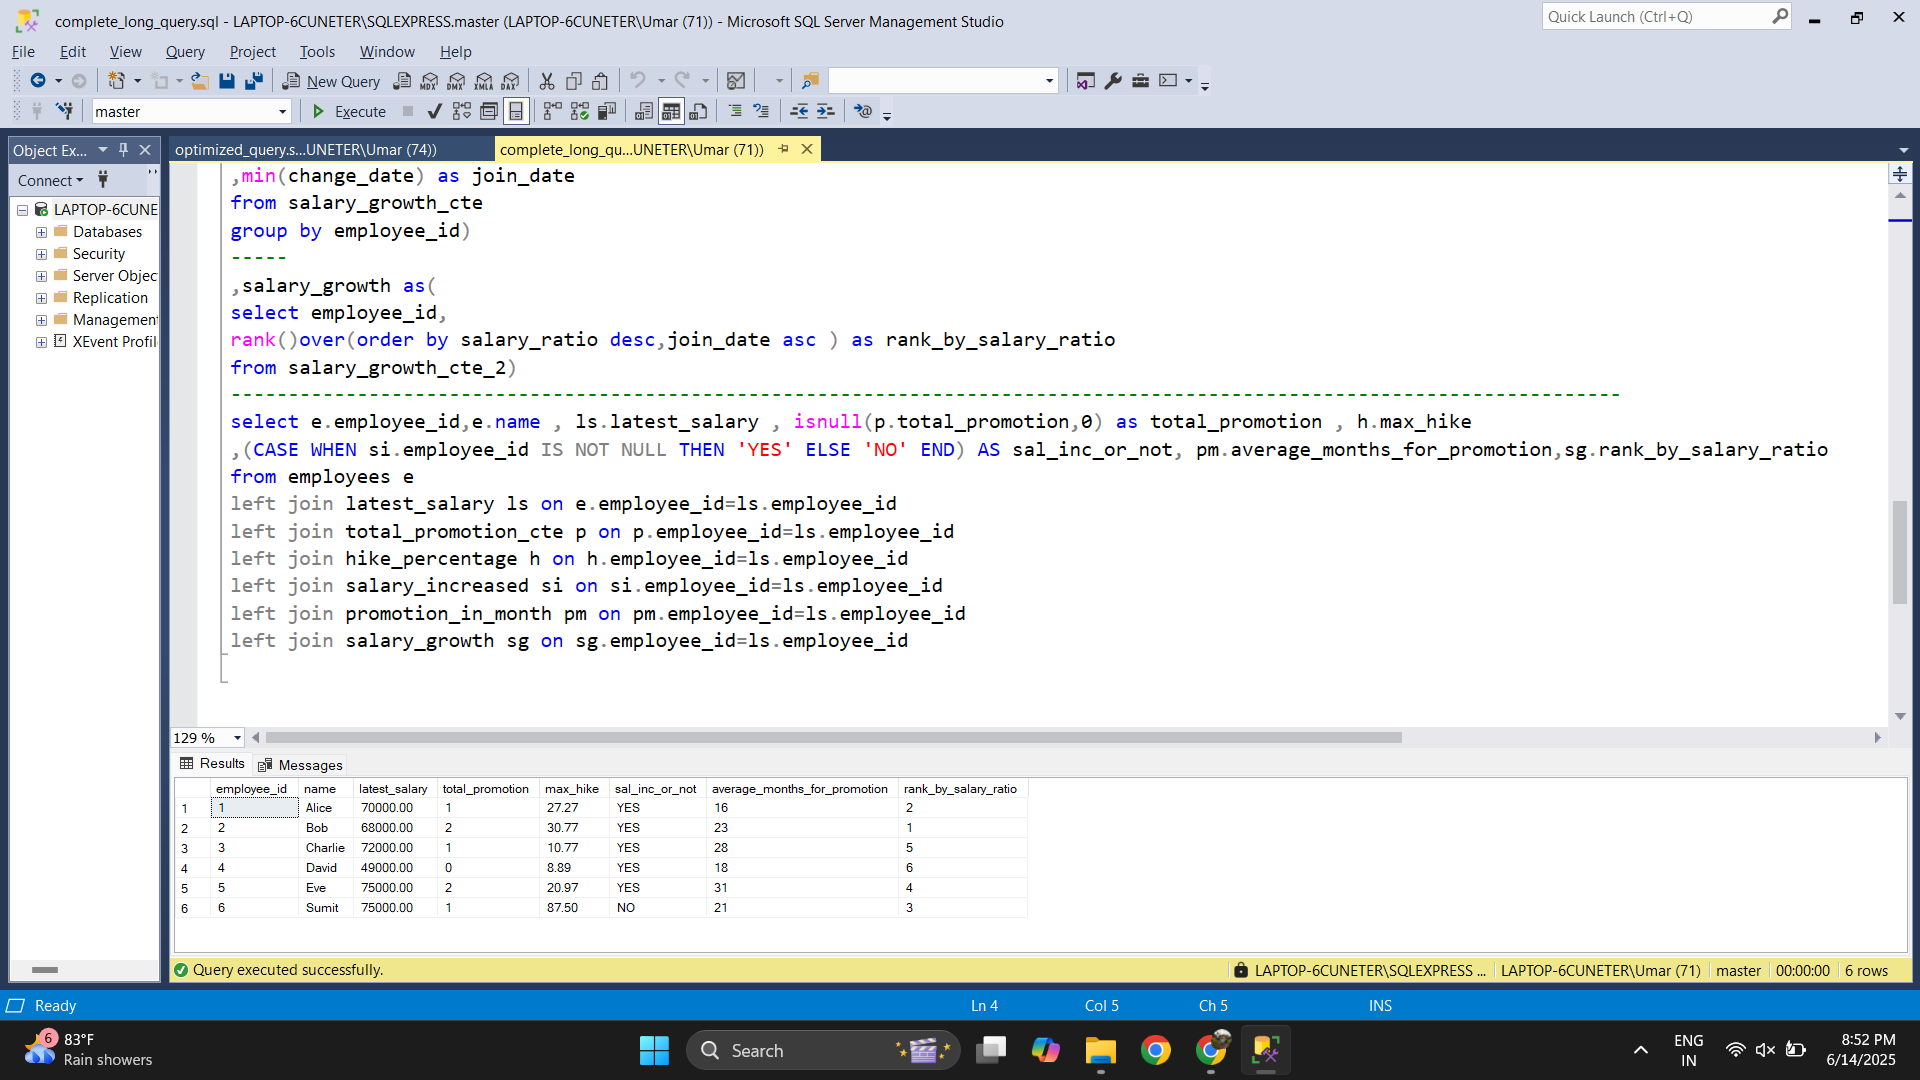 complete_long_query.sql - LAPTOP-6CUNETER\SQLEXPRESS.master (LAPTOP-6CUNETER\Umar (71)) - Microsoft SQL Server Management Studio
Quick Launch (Ctrl+Q)
File Edit View Query Project Tools Window Help
New Query MDX DMX XMLA DAX
master Execute
Object Ex... optimized_query.s...UNETER\Umar (74)) complete_long_qu...UNETER\Umar (71))
Connect
LAPTOP-6CUNE
Databases
Security
Server Objec
Replication
Management
XEvent Profil
,min(change_date) as join_date
from salary_growth_cte
group by employee_id)
-----
,salary_growth as(
select employee_id,
rank()over(order by salary_ratio desc,join_date asc ) as rank_by_salary_ratio
from salary_growth_cte_2)
-------------------------------------------------------------------------------------------------------------------------
select e.employee_id,e.name , ls.latest_salary , isnull(p.total_promotion,0) as total_promotion , h.max_hike
,(CASE WHEN si.employee_id IS NOT NULL THEN 'YES' ELSE 'NO' END) AS sal_inc_or_not, pm.average_months_for_promotion,sg.rank_by_salary_ratio
from employees e
left join latest_salary ls on e.employee_id=ls.employee_id
left join total_promotion_cte p on p.employee_id=ls.employee_id
left join hike_percentage h on h.employee_id=ls.employee_id
left join salary_increased si on si.employee_id=ls.employee_id
left join promotion_in_month pm on pm.employee_id=ls.employee_id
left join salary_growth sg on sg.employee_id=ls.employee_id
129 %
Results Messages
employee_id name latest_salary total_promotion max_hike sal_inc_or_not average_months_for_promotion rank_by_salary_ratio
1 1 Alice 70000.00 1 27.27 YES 16 2
2 2 Bob 68000.00 2 30.77 YES 23 1
3 3 Charlie 72000.00 1 10.77 YES 28 5
4 4 David 49000.00 0 8.89 YES 18 6
5 5 Eve 75000.00 2 20.97 YES 31 4
6 6 Sumit 75000.00 1 87.50 NO 21 3
Query executed successfully. LAPTOP-6CUNETER\SQLEXPRESS ... LAPTOP-6CUNETER\Umar (71) master 00:00:00 6 rows
Ready Ln 4 Col 5 Ch 5 INS
6 83°F
Rain showers
Search
ENG
IN
8:52 PM
6/14/2025